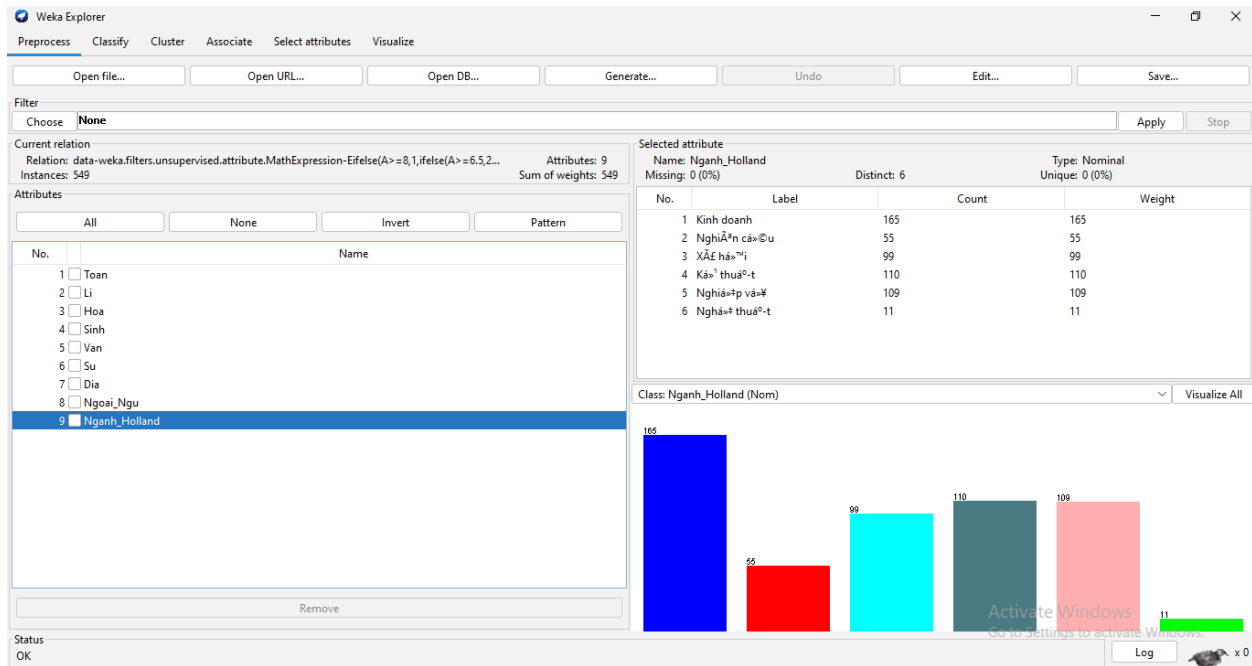 Weka Explorer
Preprocess Classify Cluster Associate Select attributes Visualize
Open file... Open URL... Open DB... Generate... Undo Edit... Save...
Filter
Choose None Apply Stop
Current relation
Relation: data-weka.filters.unsupervised.attribute.MathExpression-Eifelse(A>=8,1,ifelse(A>=6.5,2... Attributes: 9
Instances: 549 Sum of weights: 549
Attributes
All None Invert Pattern
No. Name
1 Toan
2 Li
3 Hoa
4 Sinh
5 Van
6 Su
7 Dia
8 Ngoai_Ngu
9 Nganh_Holland
Remove
Selected attribute
Name: Nganh_Holland Type: Nominal
Missing: 0 (0%) Distinct: 6 Unique: 0 (0%)
No. Label Count Weight
1 Kinh doanh 165 165
2 NghiÃªn cá»©u 55 55
3 XÃ£ há»™i 99 99
4 Ká»¹ thuáº-t 110 110
5 Nghiá»‡p vá»¥ 109 109
6 Nghá»‡ thuáº-t 11 11
Class: Nganh_Holland (Nom) Visualize All
165
55
99
110
109
11
Activate Windows
Go to Settings to activate Windows.
Status
OK Log x 0